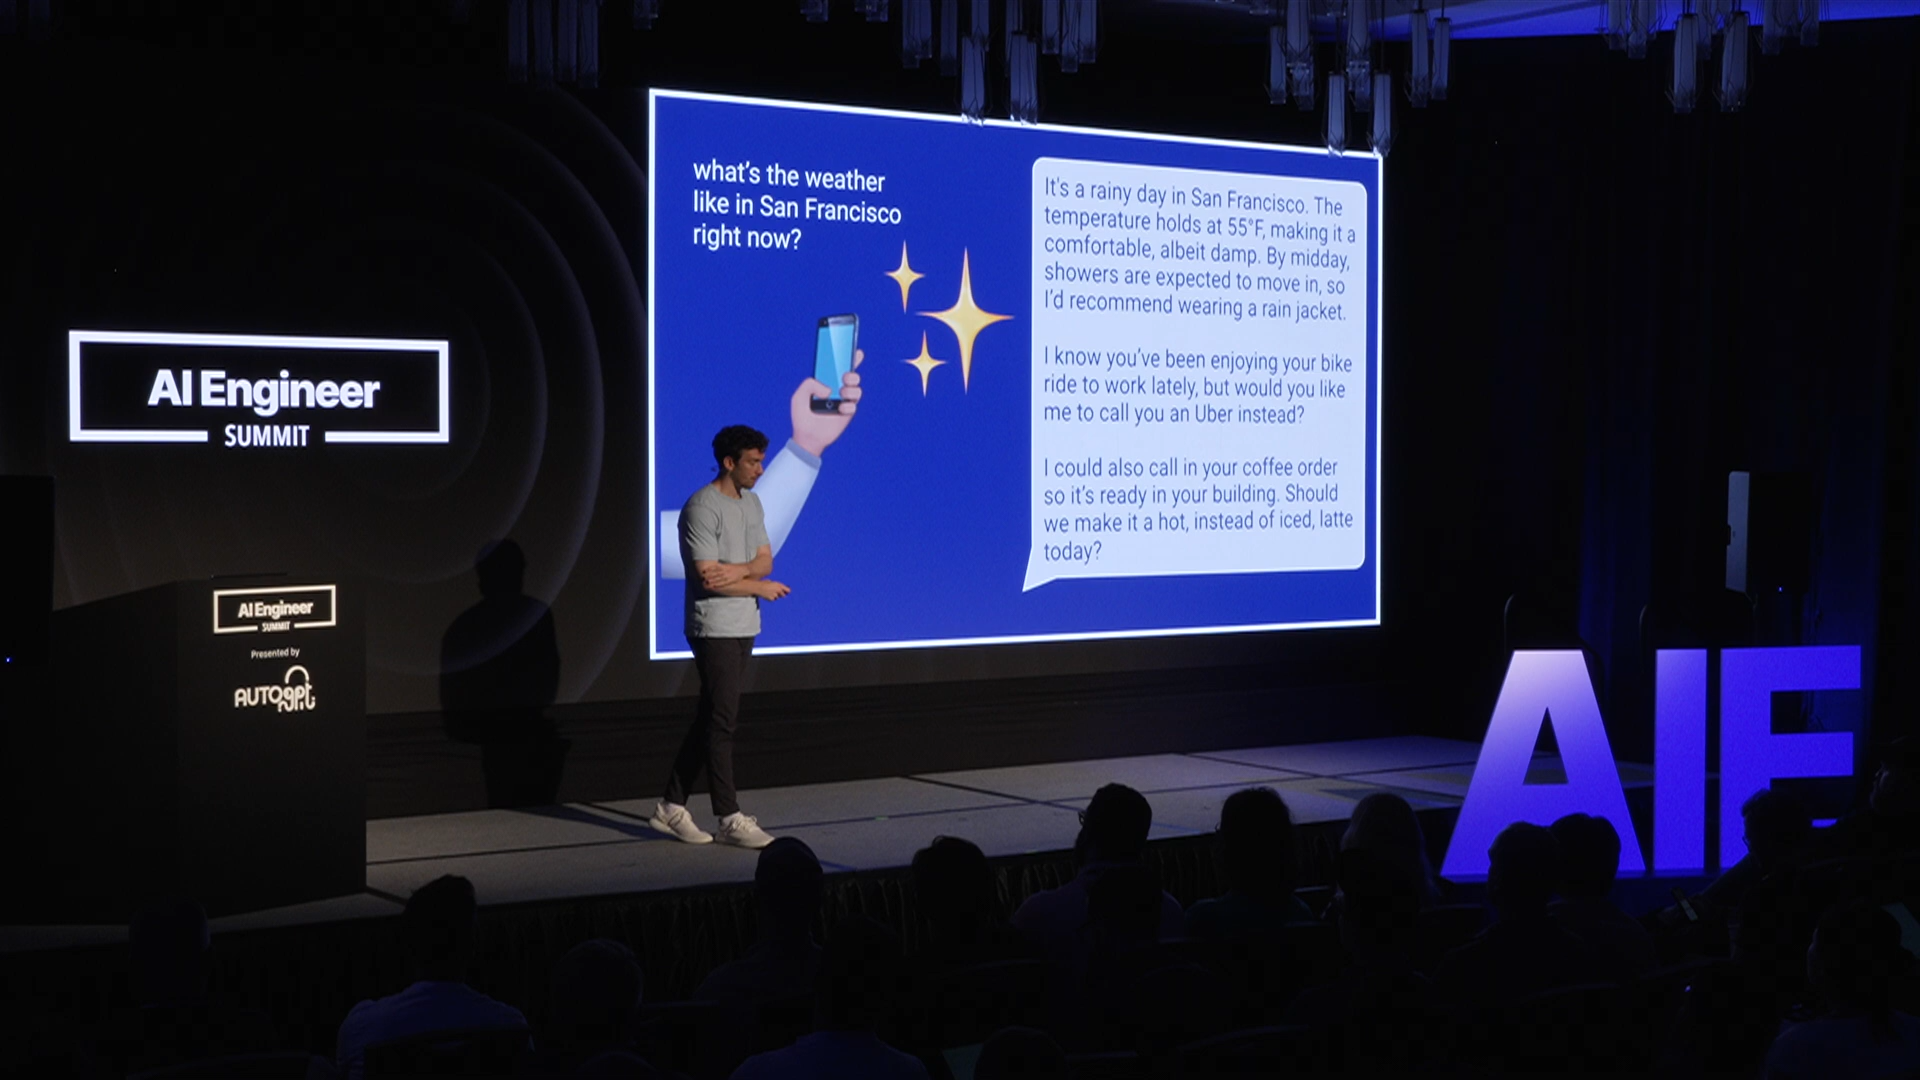 AI Engineer
SUMMIT
AI Engineer
SUMMIT
Presented by
AUTOgpt
what's the weather
like in San Francisco
right now?
It's a rainy day in San Francisco. The
temperature holds at 55°F, making it a
comfortable, albeit damp. By midday,
showers are expected to move in, so
I'd recommend wearing a rain jacket.
I know you've been enjoying your bike
ride to work lately, but would you like
me to call you an Uber instead?
I could also call in your coffee order
so it's ready in your building. Should
we make it a hot, instead of iced, latte
today?
AIE